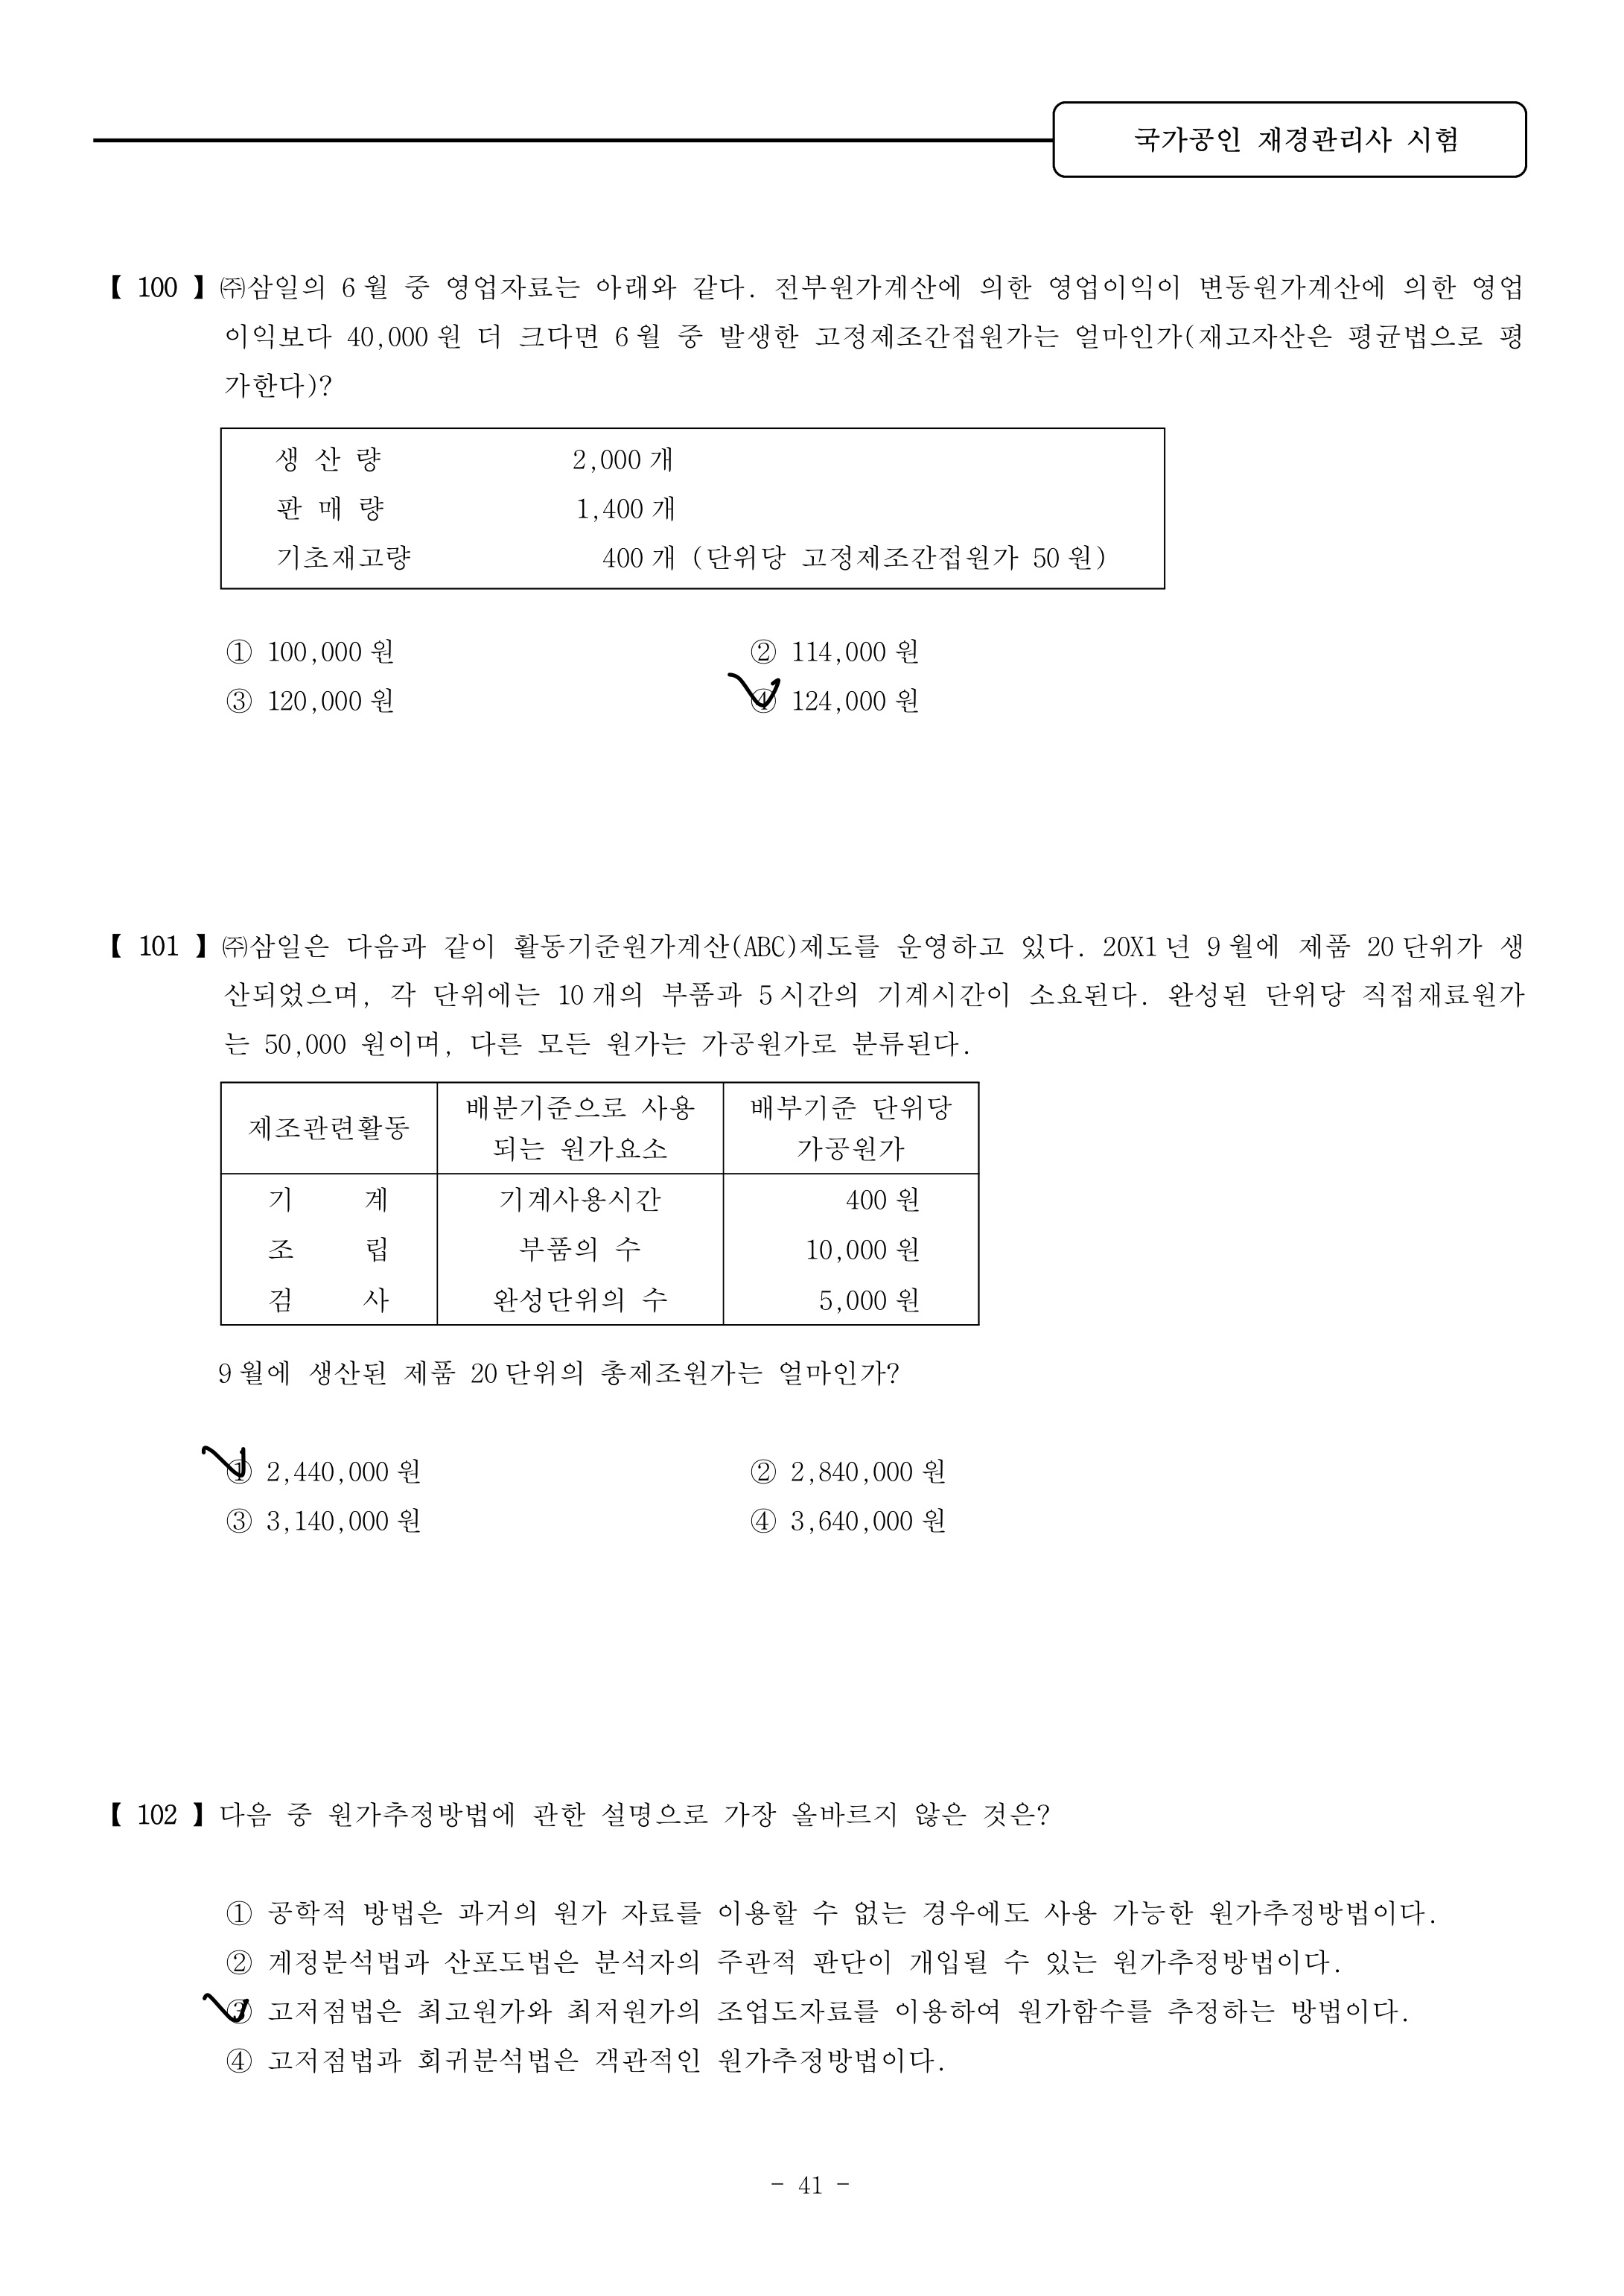 국가공인 재경관리사 시험
【 100 】 ㈜삼일의 6월 중 영업자료는 아래와 같다. 전부원가계산에 의한 영업이익이 변동원가계산에 의한 영업
이익보다 40,000원 더 크다면 6월 중 발생한 고정제조간접원가는 얼마인가(재고자산은 평균법으로 평
가한다)?
생 산 량 2,000개
판 매 량 1,400개
기초재고량 400개 (단위당 고정제조간접원가 50원)
① 100,000원 ② 114,000원
③ 120,000원 ④ 124,000원
【 101 】 ㈜삼일은 다음과 같이 활동기준원가계산(ABC)제도를 운영하고 있다. 20X1년 9월에 제품 20단위가 생
산되었으며, 각 단위에는 10개의 부품과 5시간의 기계시간이 소요된다. 완성된 단위당 직접재료원가
는 50,000 원이며, 다른 모든 원가는 가공원가로 분류된다.
제조관련활동 배분기준으로 사용 되는 원가요소 배부기준 단위당 가공원가
기 계 기계사용시간 400원
조 립 부품의 수 10,000원
검 사 완성단위의 수 5,000원
9월에 생산된 제품 20단위의 총제조원가는 얼마인가?
① 2,440,000원 ② 2,840,000원
③ 3,140,000원 ④ 3,640,000원
【 102 】 다음 중 원가추정방법에 관한 설명으로 가장 올바르지 않은 것은?
① 공학적 방법은 과거의 원가 자료를 이용할 수 없는 경우에도 사용 가능한 원가추정방법이다.
② 계정분석법과 산포도법은 분석자의 주관적 판단이 개입될 수 있는 원가추정방법이다.
③ 고저점법은 최고원가와 최저원가의 조업도자료를 이용하여 원가함수를 추정하는 방법이다.
④ 고저점법과 회귀분석법은 객관적인 원가추정방법이다.
- 41 -